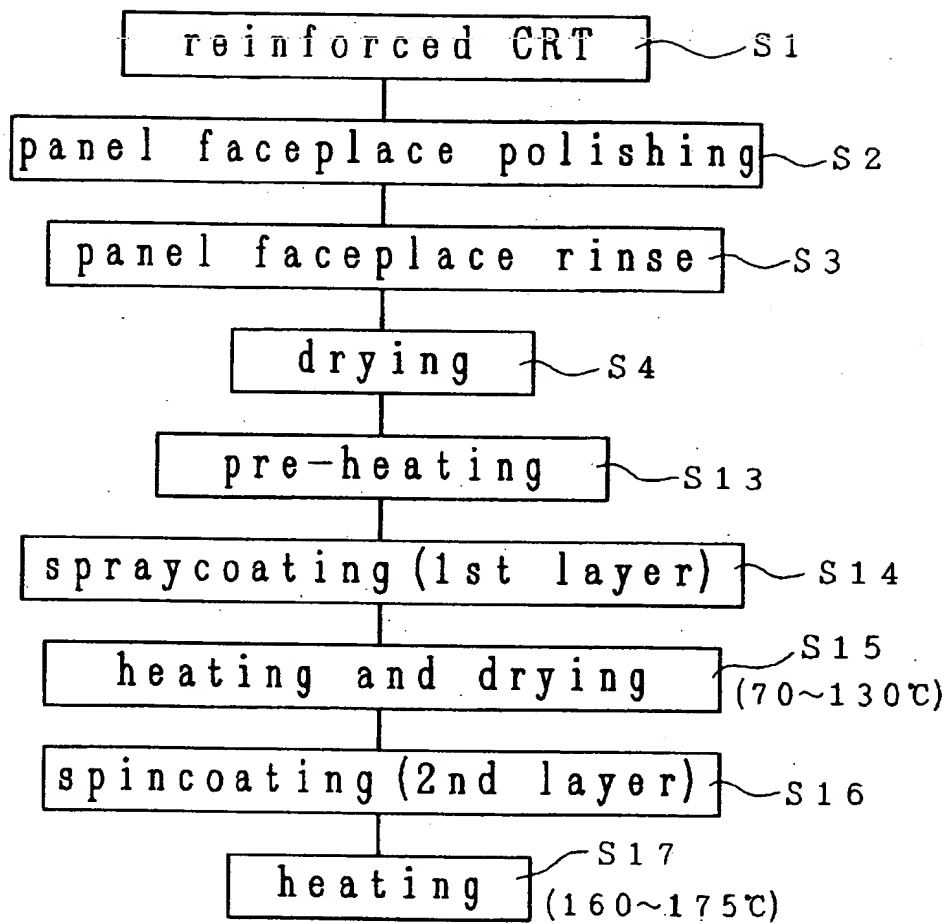 reinforced CRT S1
panel faceplace polishing S2
panel faceplace rinse S3
drying S4
pre-heating S13
spraycoating (1st layer) S14
heating and drying S15
(70~130℃)
spincoating (2nd layer) S16
heating S17
(160~175℃)